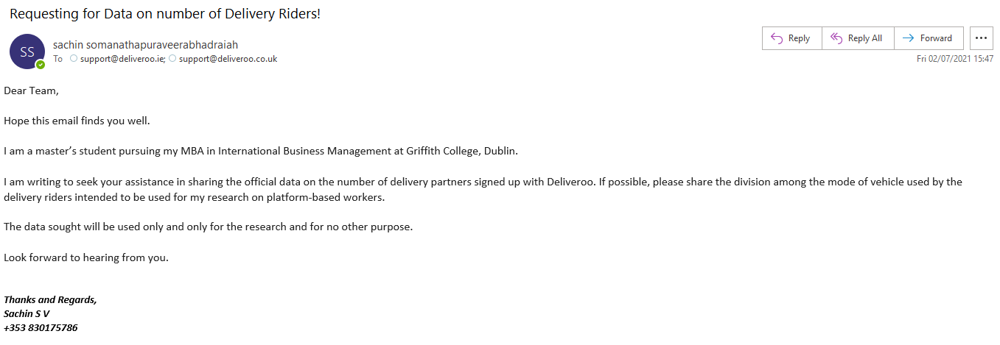 Requesting for Data on number of Delivery Riders!
SS
sachin somanathapuraveerabhadraiah
To support@deliveroo.ie; support@deliveroo.co.uk
Reply
Reply All
Forward
Fri 02/07/2021 15:47
Dear Team,
Hope this email finds you well.
I am a master’s student pursuing my MBA in International Business Management at Griffith College, Dublin.
I am writing to seek your assistance in sharing the official data on the number of delivery partners signed up with Deliveroo. If possible, please share the division among the mode of vehicle used by the
delivery riders intended to be used for my research on platform-based workers.
The data sought will be used only and only for the research and for no other purpose.
Look forward to hearing from you.
Thanks and Regards,
Sachin S V
+353 830175786